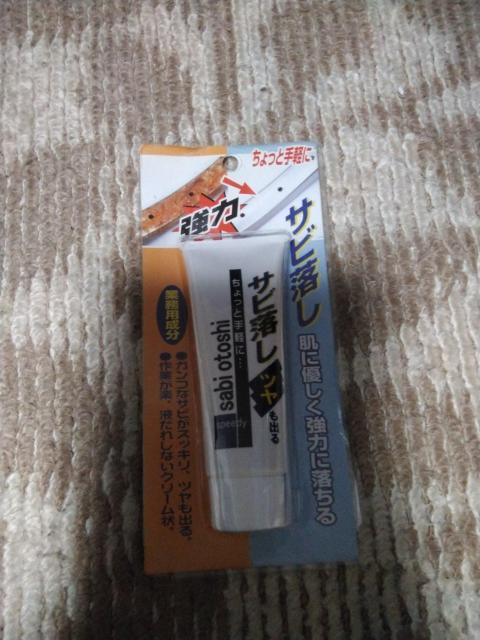 ちょっと手軽に。
強力。
サビ落し
肌に優しく強力に落ちる
業務用成分
●ガンコなサビがスッキリ、ツヤも出る。
●作業が楽、液だれしないクリーム状。
サビ落し
ツヤも出る
ちょっと手軽に…
sabi otoshi
speedy